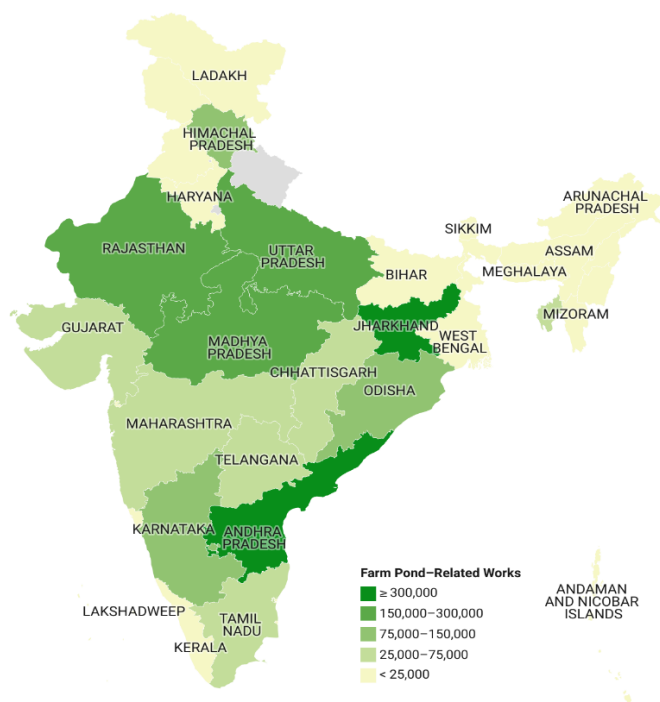 LADAKH
HIMACHAL
PRADESH
HARYANA
ARUNACHAL
PRADESH
SIKKIM
RAJASTHAN
UTTAR
PRADESH
ASSAM
BIHAR
MEGHALAYA
GUJARAT
MIZORAM
JHARKHAND
WEST
BENGAL
MADHYA
PRADESH
CHHATTISGARH
ODISHA
MAHARASHTRA
TELANGANA
KARNATAKA
ANDHRA
PRADESH
LAKSHADWEEP
TAMIL
NADU
KERALA
Farm Pond–Related Works
≥ 300,000
150,000–300,000
75,000–150,000
25,000–75,000
< 25,000
ANDAMAN
AND NICOBAR
ISLANDS